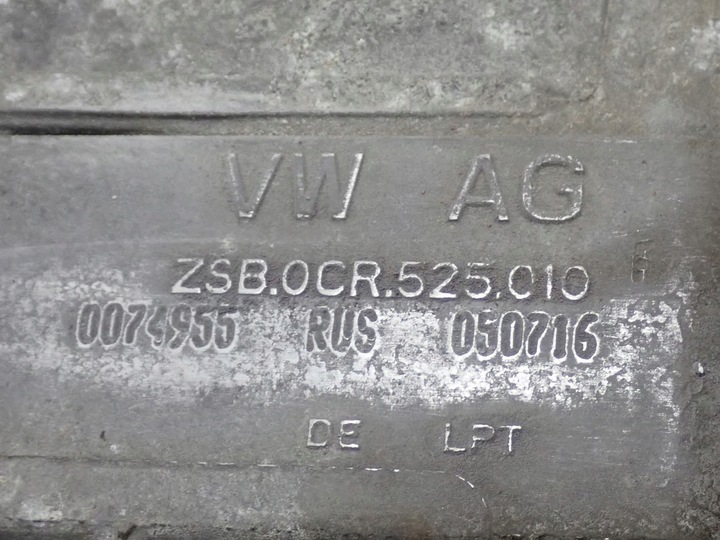 VW AG
ZSB.0CR.525.010
0074955 RUS 050716
DE LPT